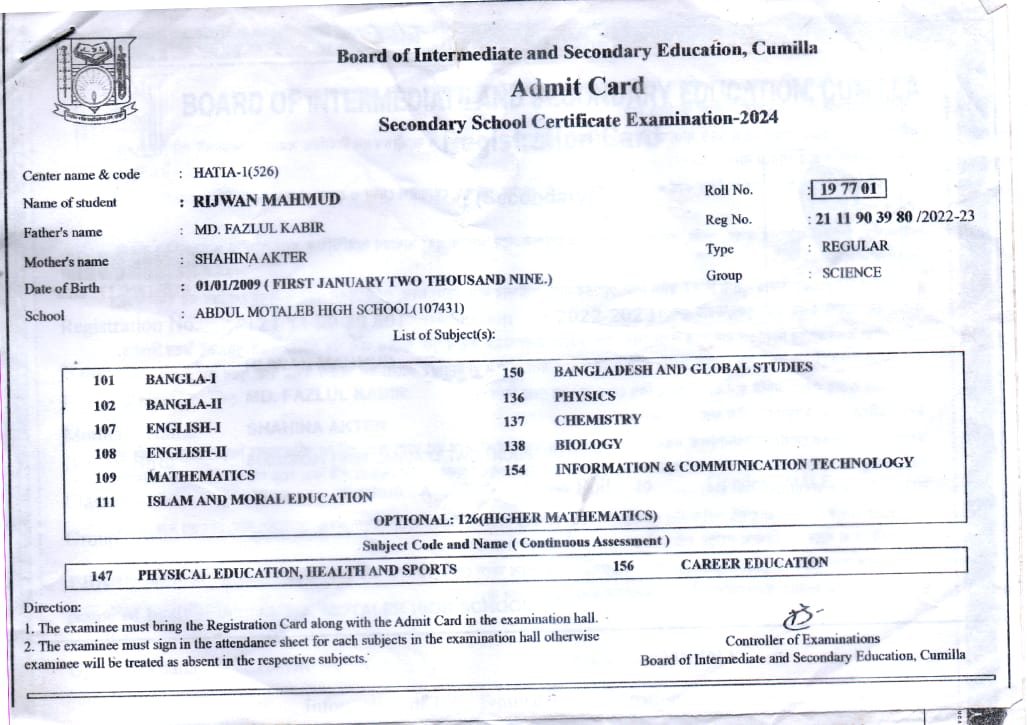 Board of Intermediate and Secondary Education, Cumilla
Admit Card
Secondary School Certificate Examination-2024
Center name & code : HATIA-1(526)
Name of student : RIJWAN MAHMUD
Father's name : MD. FAZLUL KABIR
Mother's name : SHAHINA AKTER
Date of Birth : 01/01/2009 ( FIRST JANUARY TWO THOUSAND NINE.)
School : ABDUL MOTALEB HIGH SCHOOL(107431)
Roll No. : 19 77 01
Reg No. : 21 11 90 39 80 /2022-23
Type : REGULAR
Group : SCIENCE
List of Subject(s):
101 BANGLA-I
102 BANGLA-II
107 ENGLISH-I
108 ENGLISH-II
109 MATHEMATICS
111 ISLAM AND MORAL EDUCATION
150 BANGLADESH AND GLOBAL STUDIES
136 PHYSICS
137 CHEMISTRY
138 BIOLOGY
154 INFORMATION & COMMUNICATION TECHNOLOGY
OPTIONAL: 126(HIGHER MATHEMATICS)
Subject Code and Name ( Continuous Assessment )
147 PHYSICAL EDUCATION, HEALTH AND SPORTS 156 CAREER EDUCATION
Direction:
1. The examinee must bring the Registration Card along with the Admit Card in the examination hall.
2. The examinee must sign in the attendance sheet for each subjects in the examination hall otherwise
examinee will be treated as absent in the respective subjects.
Controller of Examinations
Board of Intermediate and Secondary Education, Cumilla